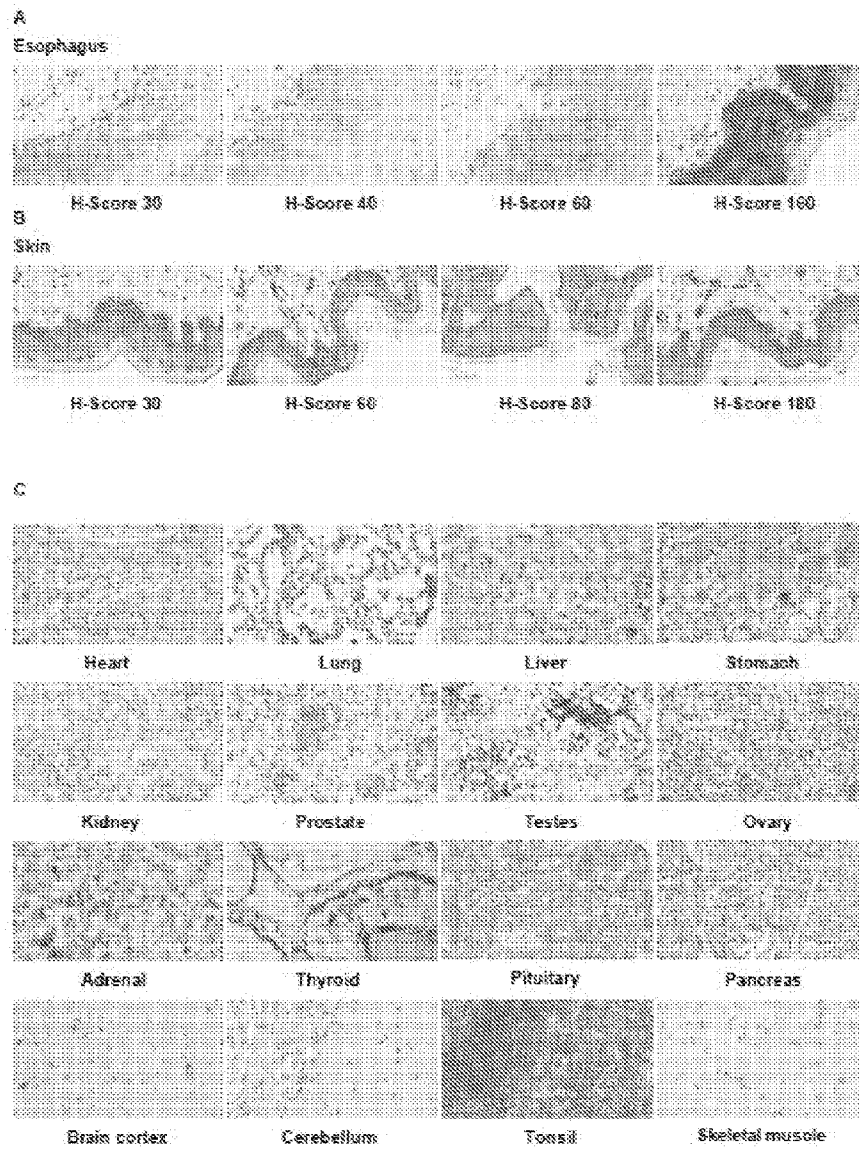 A
Esophagus
H-Score 30 H-Score 40 H-Score 60 H-Score 160
B
Skin
H-Score 30 H-Score 60 H-Score 80 H-Score 180
C
Heart Lung Liver Stomach
Kidney Prostate Testes Ovary
Adrenal Thyroid Pituitary Pancreas
Brain cortex Cerebellum Tonsil Skeletal muscle